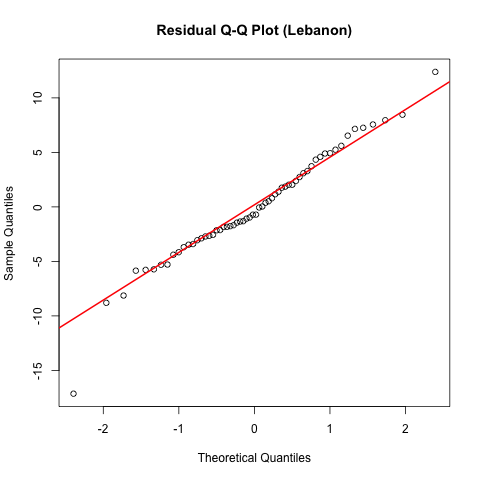 Residual Q-Q Plot (Lebanon)
Sample Quantiles
10
5
0
-5
-10
-15
-2 -1 0 1 2
Theoretical Quantiles